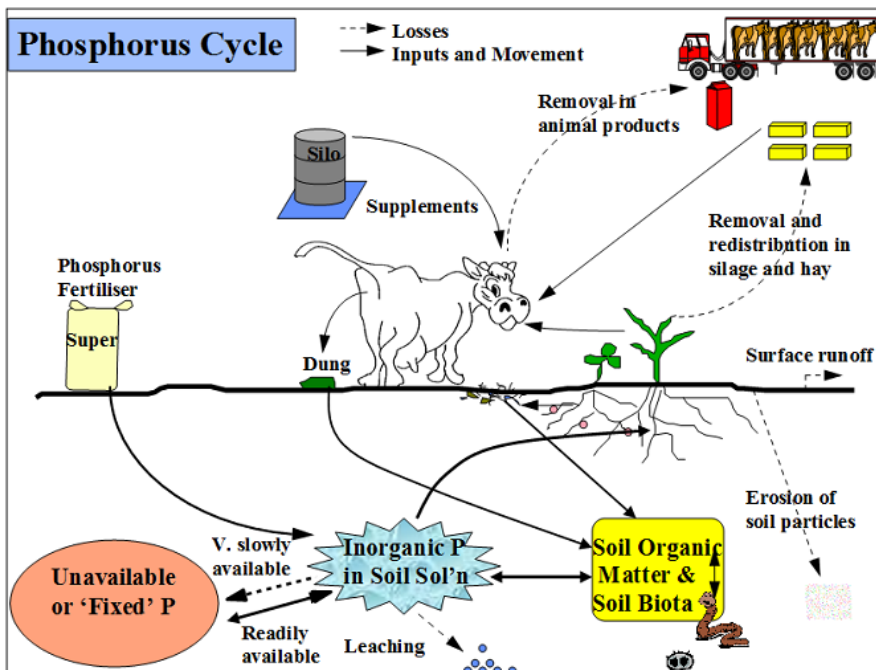 Phosphorus Cycle
Losses
Inputs and Movement
Removal in
animal products
Silo
Supplements
Removal and
redistribution in
silage and hay
Phosphorus
Fertiliser
Super
Dung
Surface runoff
Erosion of
soil particles
V. slowly
available
Inorganic P
in Soil Sol'n
Soil Organic
Matter &
Soil Biota
Unavailable
or ‘Fixed’ P
Readily
available
Leaching